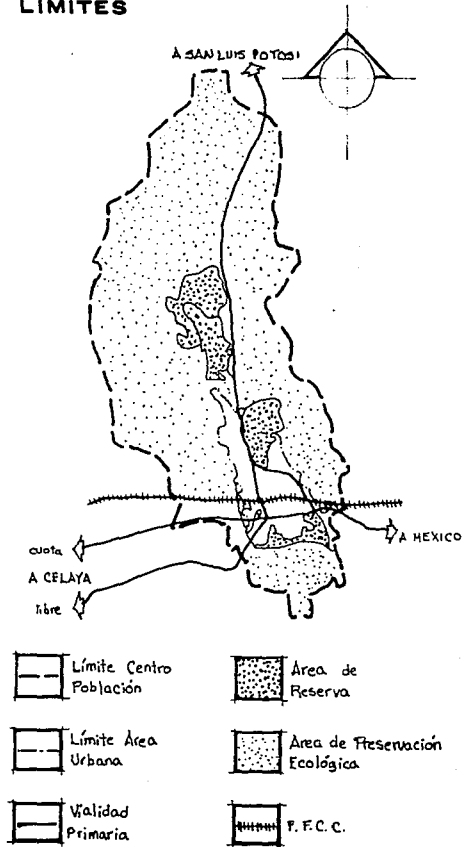 LIMITES
A SAN LUIS POTOSI
A MEXICO
cuota
A CELAYA
libre
Límite Centro
Población
Area de
Reserva
Límite Área
Urbana
Area de Preservación
Ecológica
Vialidad
Primaria
F.F.C.C.